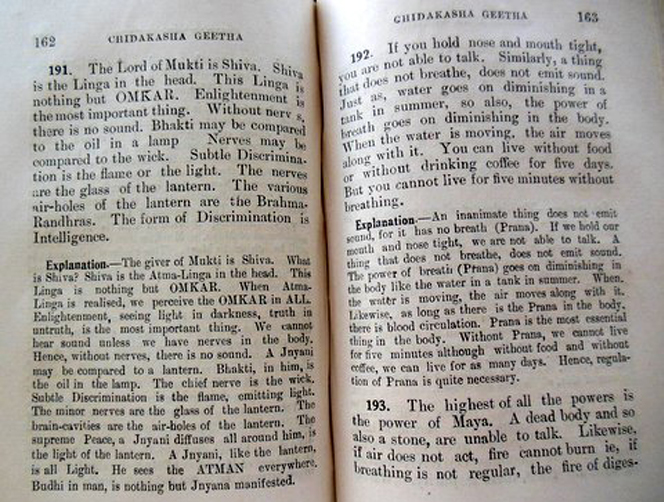 162 CHIDAKASHA GEETHA
191. The Lord of Mukti is Shiva. Shiva
is the Linga in the head. This Linga is
nothing but OMKAR. Enlightenment is
the most important thing. Without nerv s,
there is no sound. Bhakti may be compared
to the oil in a lamp Nerves may be
compared to the wick. Subtle Discrimina-
tion is the flame or the light. The nerves
are the glass of the lantern. The various
air-holes of the lantern are the Brahma-
Randhras. The form of Discrimination is
Intelligence.
Explanation.—The giver of Mukti is Shiva. What
is Shiva? Shiva is the Atma-Linga in the head. This
Linga is nothing but OMKAR. When Atma-
Linga is realised, we perceive the OMKAR in ALL.
Enlightenment, seeing light in darkness, truth in
untruth, is the most important thing. We cannot
hear sound unless we have nerves in the body.
Hence, without nerves, there is no sound. A Jnyani
may be compared to a lantern. Bhakti, in him, is
the oil in the lamp. The chief nerve is the wick.
Subtle Discrimination is the flame, emitting light.
The minor nerves are the glass of the lantern. The
brain-cavities are the air-holes of the lantern. The
supreme Peace, a Jnyani diffuses all around him, is
the light of the lantern. A Jnyani, like the lantern,
is all Light. He sees the ATMAN everywhere.
Budhi in man, is nothing but Jnyana manifested.
CHIDAKASHA GEETHA 163
192. If you hold nose and mouth tight,
you are not able to talk. Similarly, a thing
that does not breathe, does not emit sound.
Just as, water goes on diminishing in a
tank in summer, so also, the power of
breath goes on diminishing in the body.
When the water is moving. the air moves
along with it. You can live without food
or without drinking coffee for five days.
But you cannot live for five minutes without
breathing.
Explanation.—An inanimate thing does not emit
sound, for it has no breath (Prana). If we hold our
mouth and nose tight, we are not able to talk. A
thing that does not breathe, does not emit sound.
The power of breath (Prana) goes on diminishing in
the body like the water in a tank in summer. When.
the water is moving, the air moves along with it.
Likewise, as long as there is the Prana in the body,
there is blood circulation. Prana is the most essential
thing in the body. Without Prana, we cannot live
for five minutes although without food and without
coffee, we can live for as many days. Hence, regula-
tion of Prana is quite necessary.
193. The highest of all the powers is
the power of Maya. A dead body and so
also a stone, are unable to talk. Likewise,
if air does not act, fire cannot burn ie, if
breathing is not regular, the fire of diges-